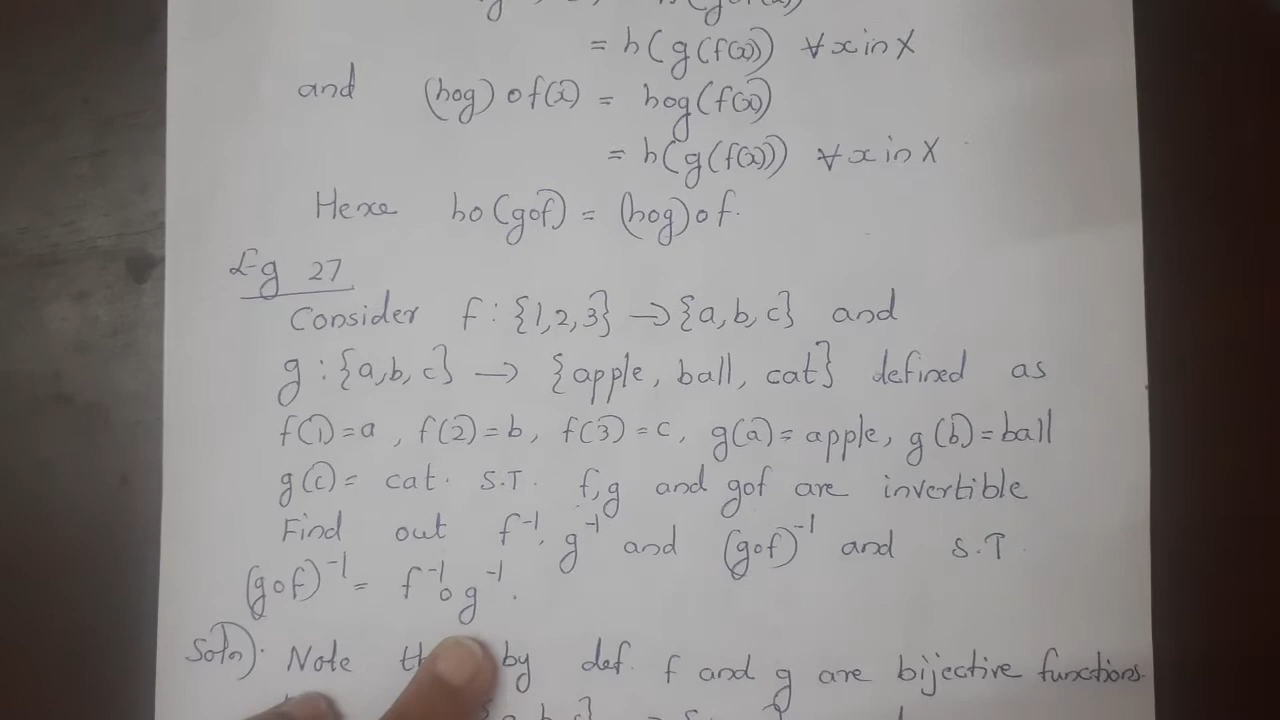 = h(g(f(x)) ∀ x in X
and (hog) of(x) = hog(f(x)
= h(g(f(x)) ∀ x in X
Hence ho(gof) = (hog)of.
Eg 27
Consider f : {1,2,3} → {a,b,c} and
g : {a,b,c} → {apple, ball, cat} defined as
f(1)=a, f(2)=b, f(3)=c, g(a)=apple, g(b)=ball
g(c)= cat. S.T. f,g and gof are invertible
Find out f⁻¹, g⁻¹ and (gof)⁻¹ and S.T.
(gof)⁻¹ = f⁻¹o g⁻¹.
Soln). Note by def. f and g are bijective functions.